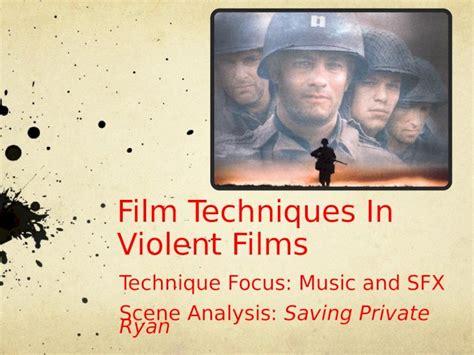 Film Techniques In
Violent Films
Technique Focus: Music and SFX
Scene Analysis: Saving Private
Ryan